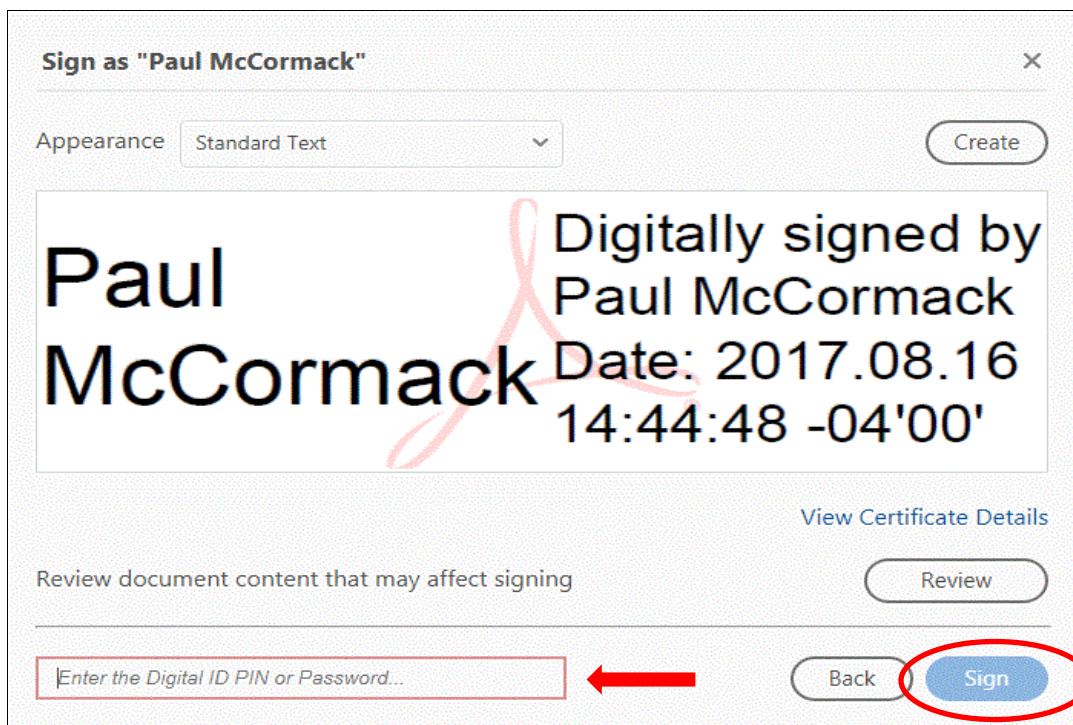 Sign as "Paul McCormack"
Appearance Standard Text Create
Paul
McCormack
Digitally signed by
Paul McCormack
Date: 2017.08.16
14:44:48 -04'00'
View Certificate Details
Review document content that may affect signing Review
Enter the Digital ID PIN or Password... Back Sign